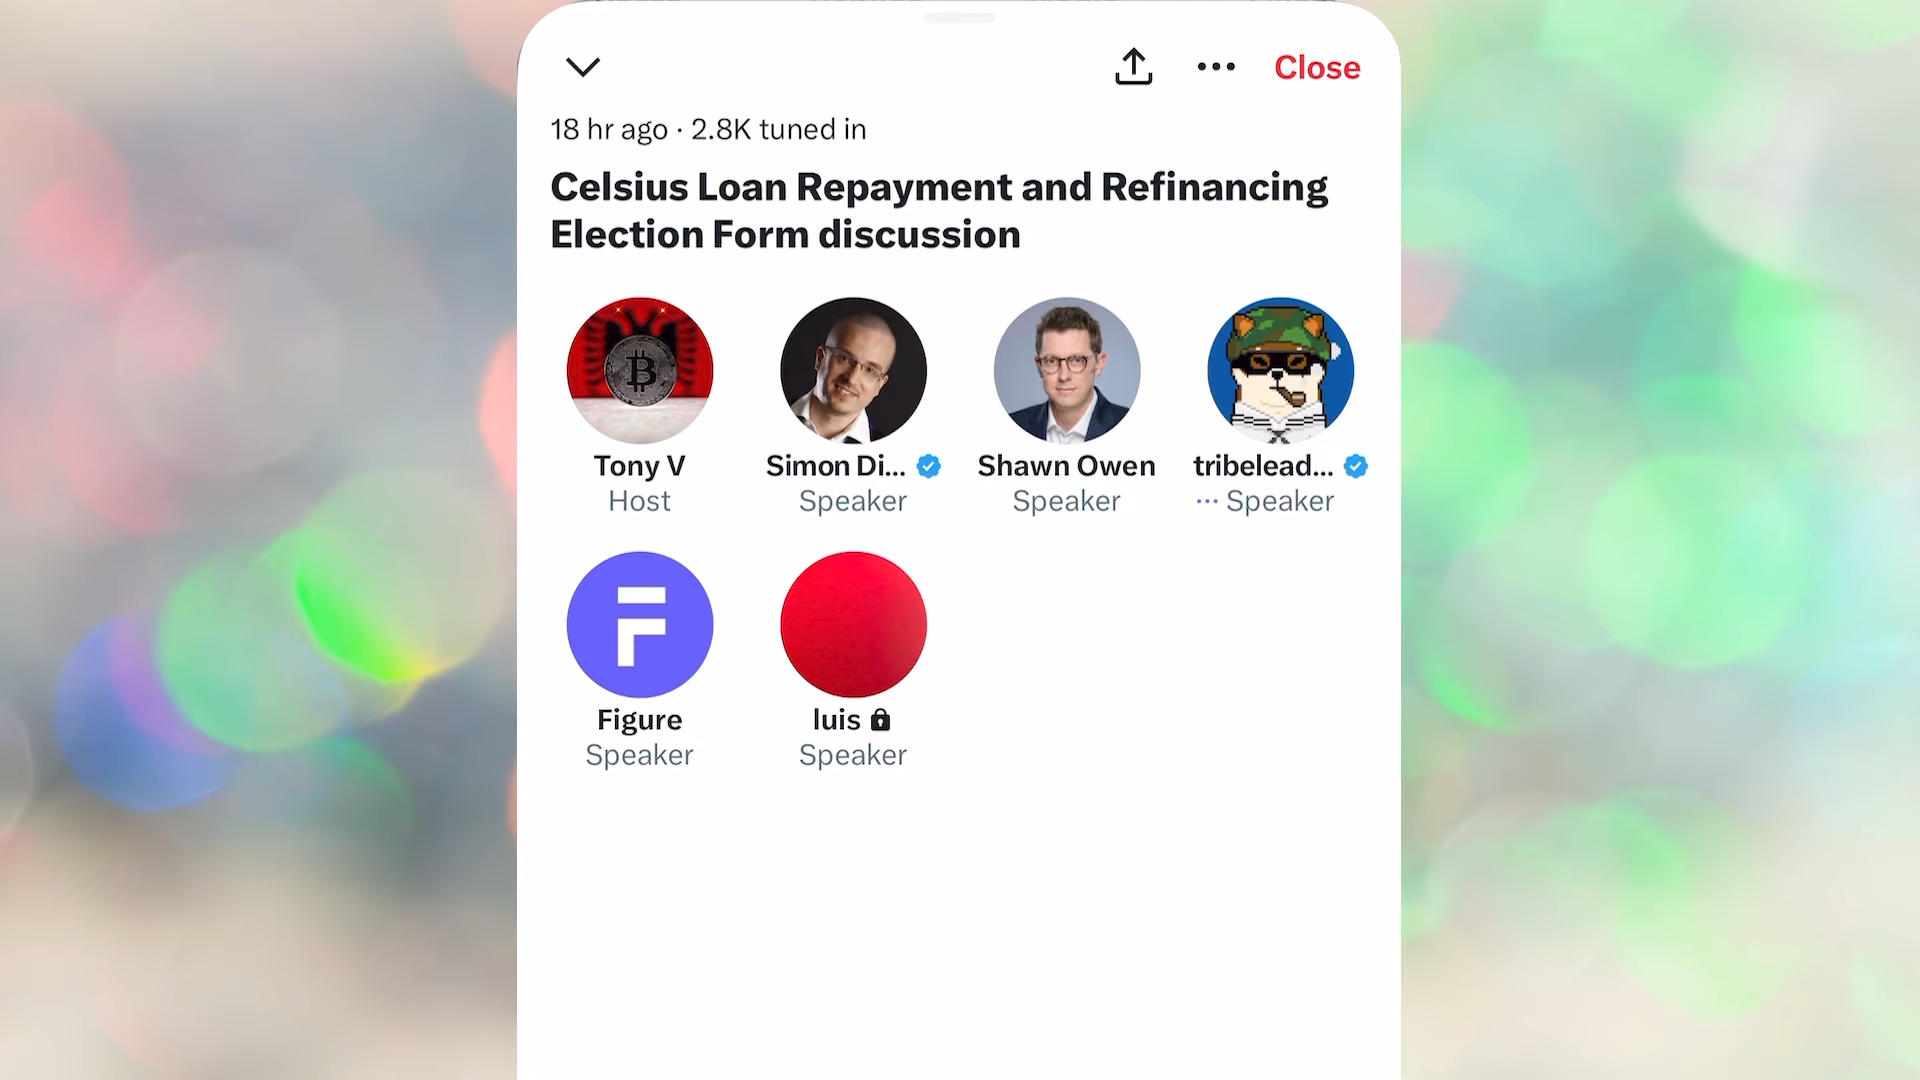 Close
18 hr ago · 2.8K tuned in
Celsius Loan Repayment and Refinancing
Election Form discussion
Tony V
Host
Simon Di...
Speaker
Shawn Owen
Speaker
tribelead...
Speaker
Figure
Speaker
luis
Speaker